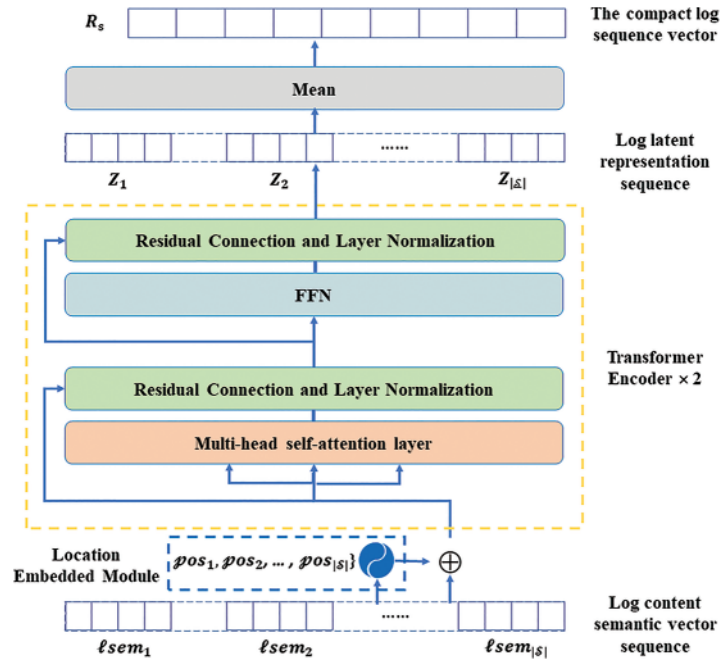 R_s
The compact log
sequence vector
Mean
......
Z_1
Z_2
Z_|𝓢|
Log latent
representation
sequence
Residual Connection and Layer Normalization
FFN
Residual Connection and Layer Normalization
Multi-head self-attention layer
Transformer
Encoder × 2
Location
Embedded Module
𝓅os_1, 𝓅os_2, ... , 𝓅os_|𝓢|}
......
ℓsem_1
ℓsem_2
ℓsem_|𝓢|
Log content
semantic vector
sequence